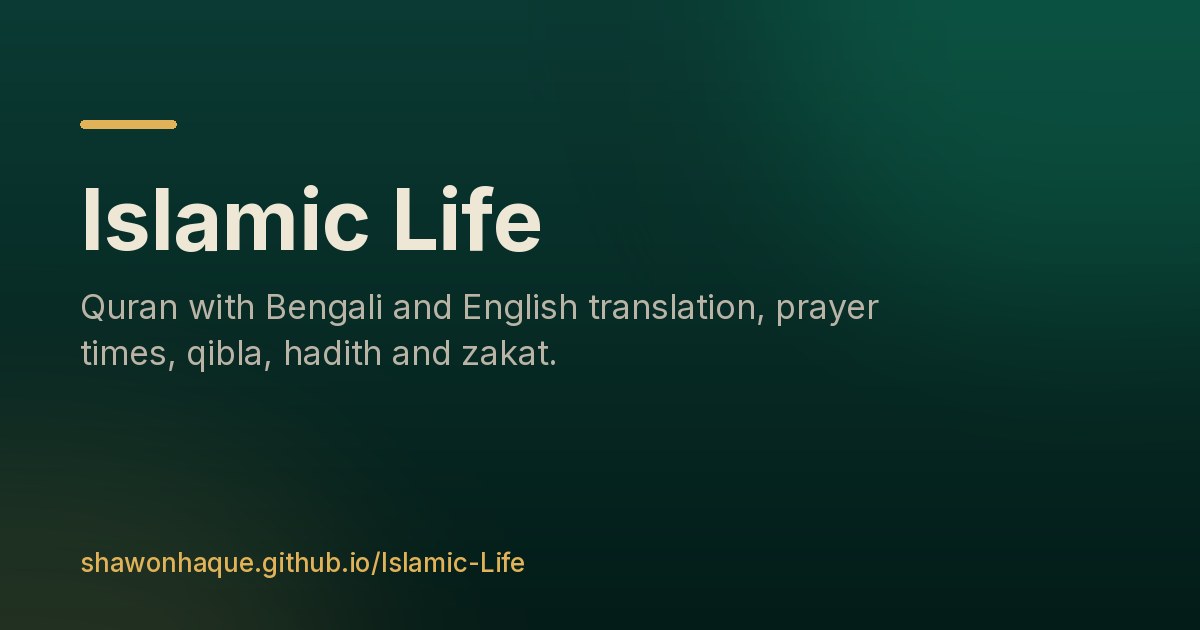 Islamic Life
Quran with Bengali and English translation, prayer
times, qibla, hadith and zakat.
shawonhaque.github.io/Islamic-Life